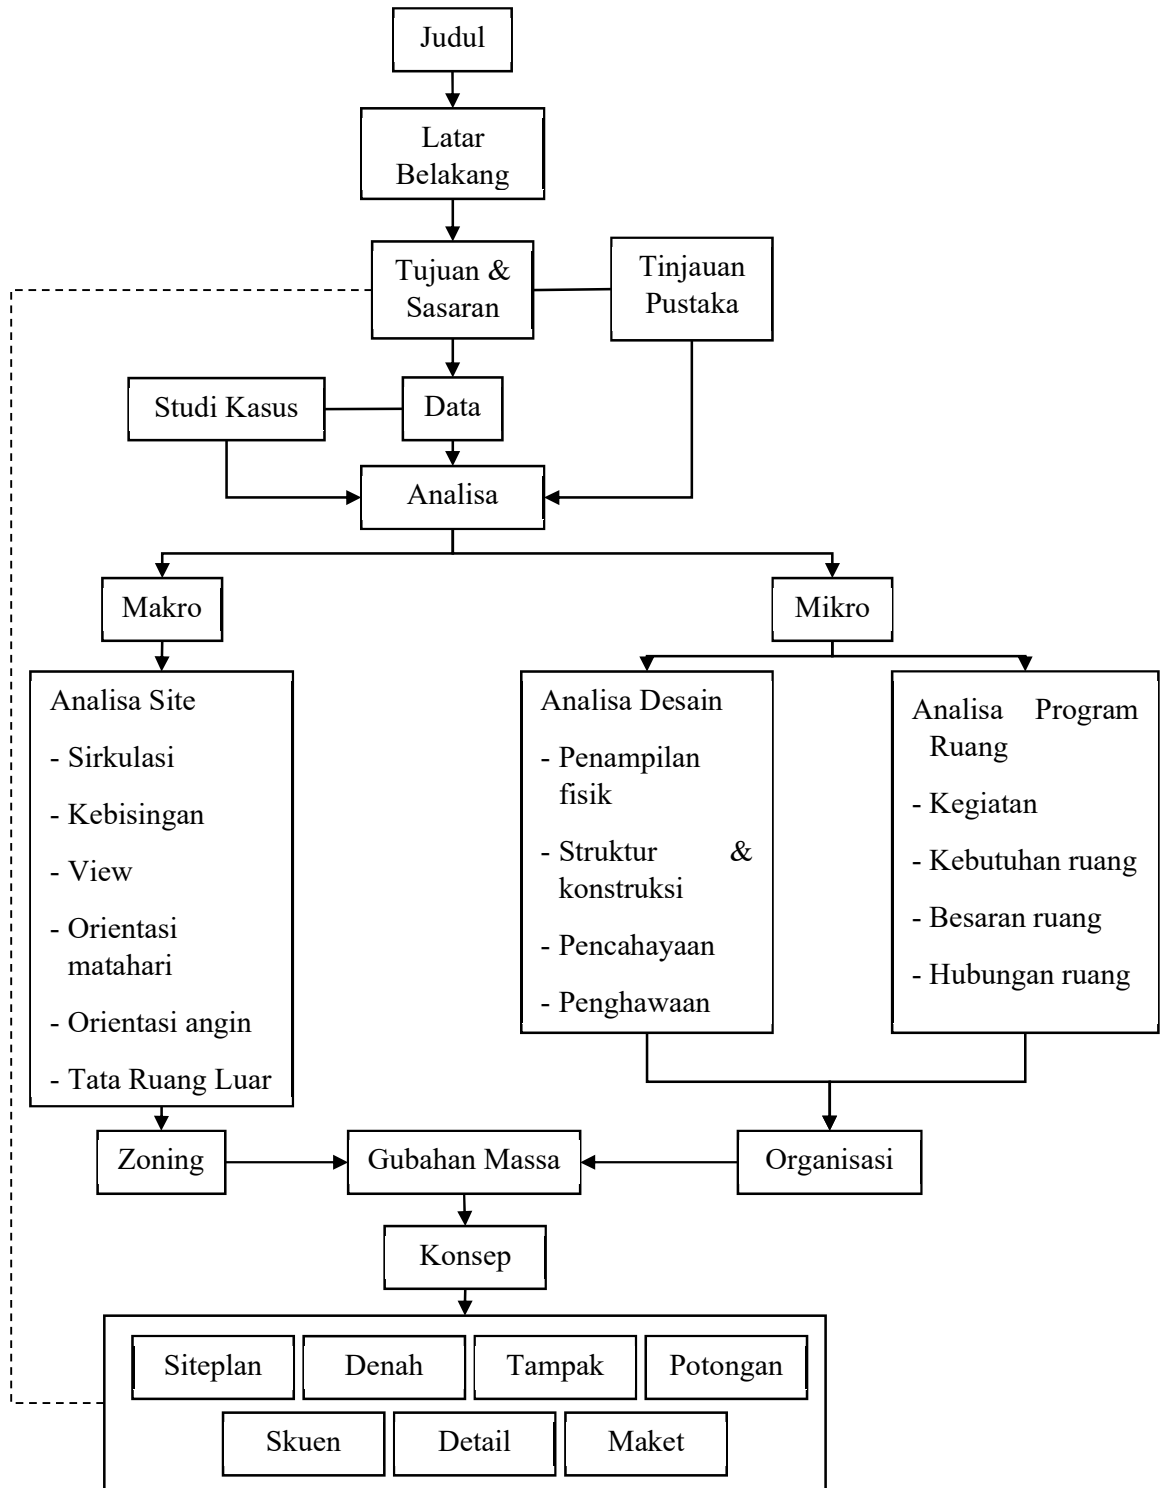 Judul
Latar
Belakang
Tujuan &
Sasaran
Tinjauan
Pustaka
Studi Kasus
Data
Analisa
Makro
Mikro
Analisa Site
- Sirkulasi
- Kebisingan
- View
- Orientasi
matahari
- Orientasi angin
- Tata Ruang Luar
Analisa Desain
- Penampilan
fisik
- Struktur &
konstruksi
- Pencahayaan
- Penghawaan
Analisa Program
Ruang
- Kegiatan
- Kebutuhan ruang
- Besaran ruang
- Hubungan ruang
Zoning
Gubahan Massa
Organisasi
Konsep
Siteplan
Denah
Tampak
Potongan
Skuen
Detail
Maket